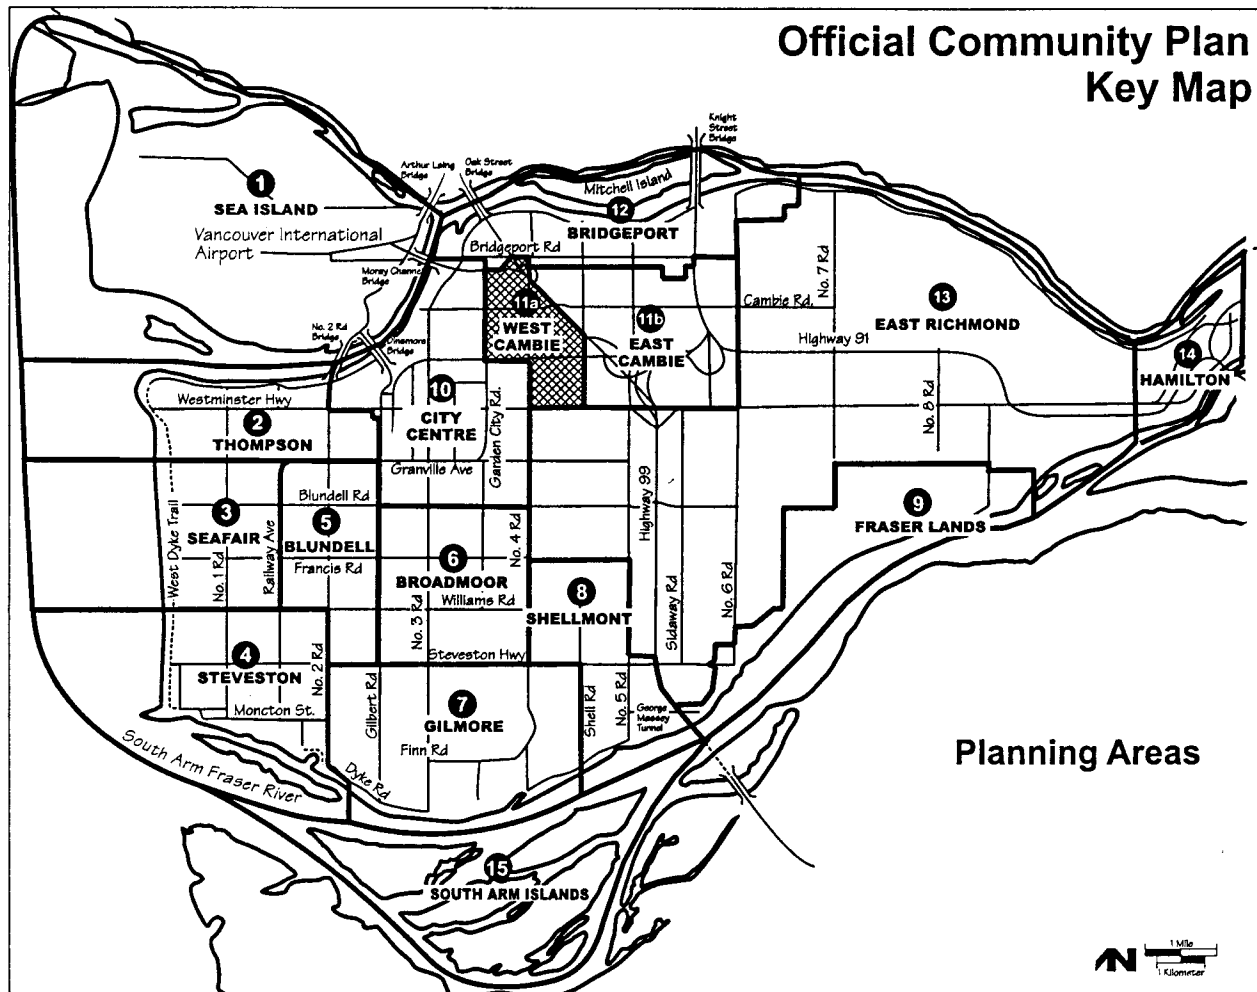 Official Community Plan
Key Map
Knight
Street
Bridge
Arthur Laing
Bridge
Oak Street
Bridge
Mitchell Island
1
SEA ISLAND
12
BRIDGEPORT
Vancouver International
Airport
Bridgeport Rd
Moray Channel
Bridge
No. 7 Rd
11a
WEST
CAMBIE
11b
EAST
CAMBIE
Cambie Rd.
13
EAST RICHMOND
No. 2 Rd
Bridge
Dinsmore
Bridge
Highway 91
14
HAMILTON
10
CITY
CENTRE
Westminster Hwy
Garden City Rd.
No. 8 Rd
2
THOMPSON
Granville Ave
Blundell Rd
Highway 99
9
FRASER LANDS
West Dyke Trail
3
SEAFAIR
No. 1 Rd
Railway Ave
5
BLUNDELL
Francis Rd
No. 4 Rd
6
BROADMOOR
Williams Rd
No. 3 Rd
8
SHELLMONT
Sidaway Rd
No. 6 Rd
4
STEVESTON
No. 2 Rd
Steveston Hwy
Moncton St.
Gilbert Rd
7
GILMORE
Finn Rd
Shell Rd
No. 5 Rd
George
Massey
Tunnel
Planning Areas
South Arm Fraser River
Dyke Rd
15
SOUTH ARM ISLANDS
N
1 Mile
1 Kilometer